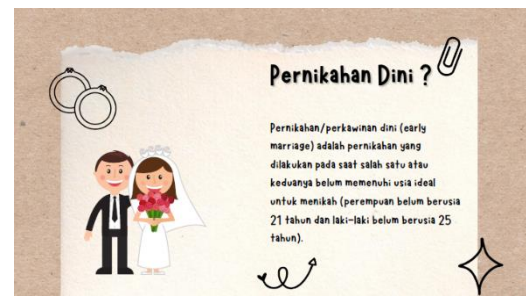 Pernikahan Dini ?
Pernikahan/perkawinan dini (early
marriage) adalah pernikahan yang
dilakukan pada saat salah satu atau
keduanya belum memenuhi usia ideal
untuk menikah (perempuan belum berusia
21 tahun dan laki-laki belum berusia 25
tahun).